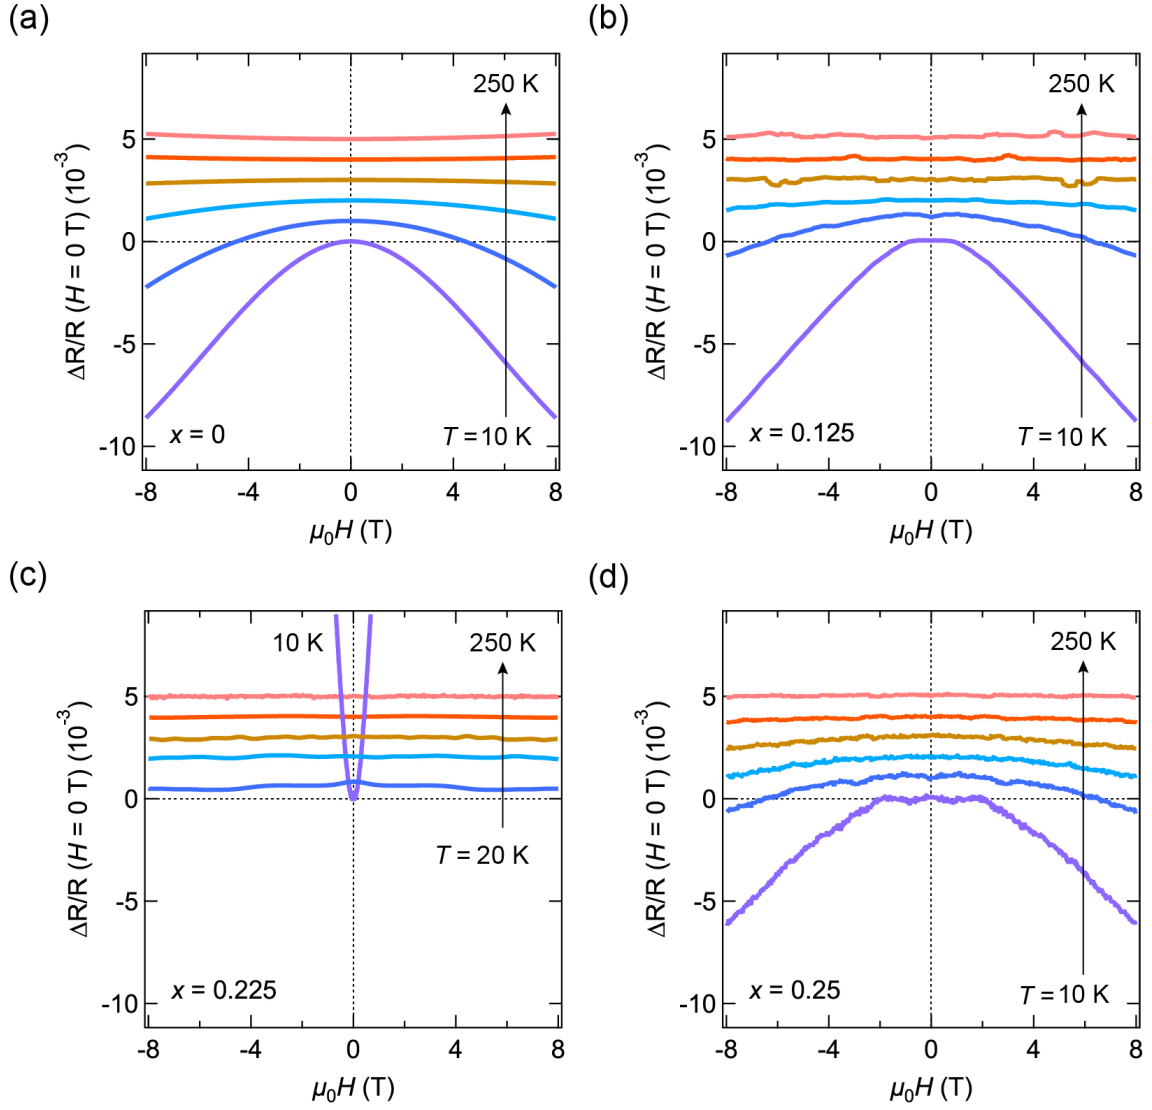 (a)
250 K
5
0
-5
-10
ΔR/R (H = 0 T) (10⁻³)
x = 0
T = 10 K
-8 -4 0 4 8
μ₀H (T)
(b)
250 K
5
0
-5
-10
ΔR/R (H = 0 T) (10⁻³)
x = 0.125
T = 10 K
-8 -4 0 4 8
μ₀H (T)
(c)
10 K 250 K
5
0
-5
-10
ΔR/R (H = 0 T) (10⁻³)
T = 20 K
x = 0.225
-8 -4 0 4 8
μ₀H (T)
(d)
250 K
5
0
-5
-10
ΔR/R (H = 0 T) (10⁻³)
x = 0.25
T = 10 K
-8 -4 0 4 8
μ₀H (T)